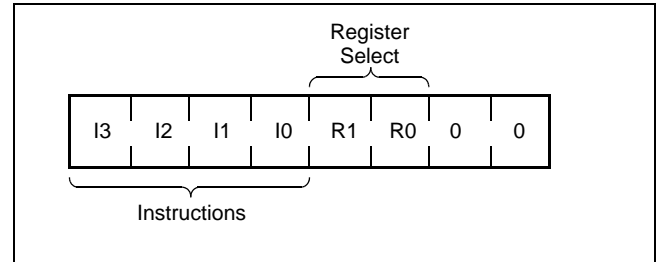 Register
Select
I3 I2 I1 I0 R1 R0 0 0
Instructions